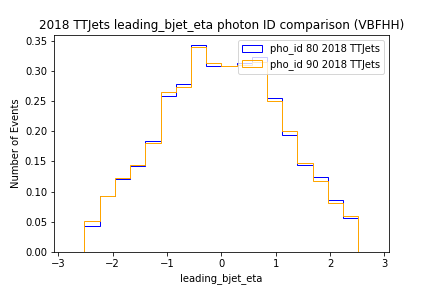 2018 TTJets leading_bjet_eta photon ID comparison (VBFHH)
pho_id 80 2018 TTJets
pho_id 90 2018 TTJets
Number of Events
0.35
0.30
0.25
0.20
0.15
0.10
0.05
0.00
−3 −2 −1 0 1 2 3
leading_bjet_eta